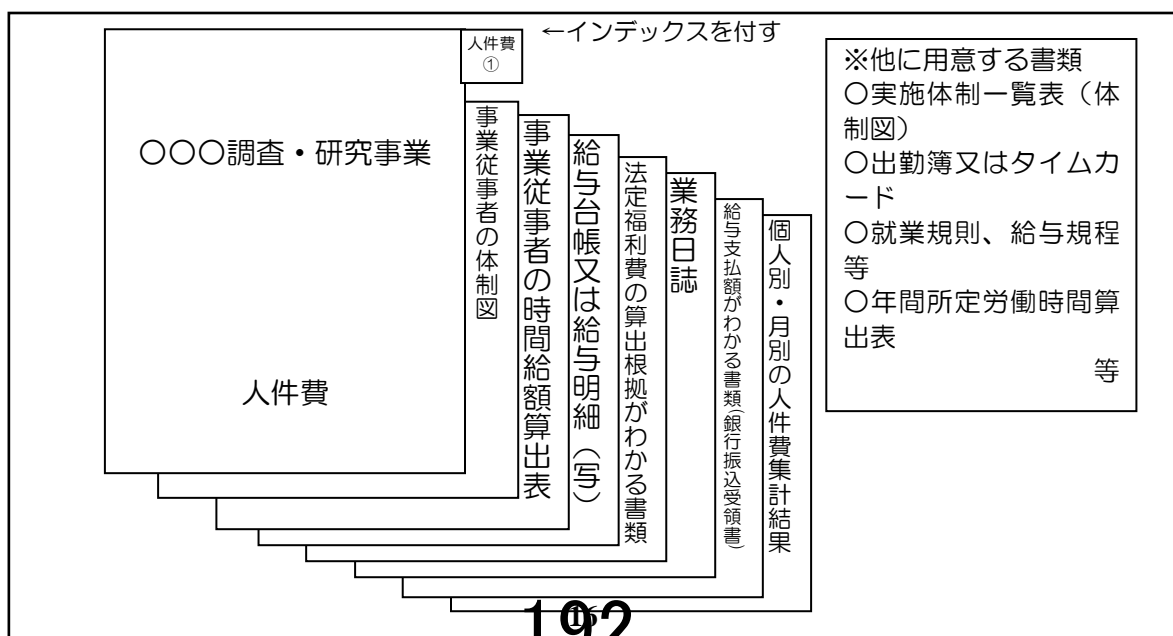 人件費
①
←インデックスを付す
○○○調査・研究事業
人件費
事業従事者の体制図
事業従事者の時間給額算出表
給与台帳又は給与明細（写）
法定福利費の算出根拠がわかる書類
業務日誌
給与支払額がわかる書類(銀行振込受領書)
個人別・月別の人件費集計結果
※他に用意する書類
○実施体制一覧表（体
制図）
○出勤簿又はタイムカ
ード
○就業規則、給与規程
等
○年間所定労働時間算
出表
等
192
16